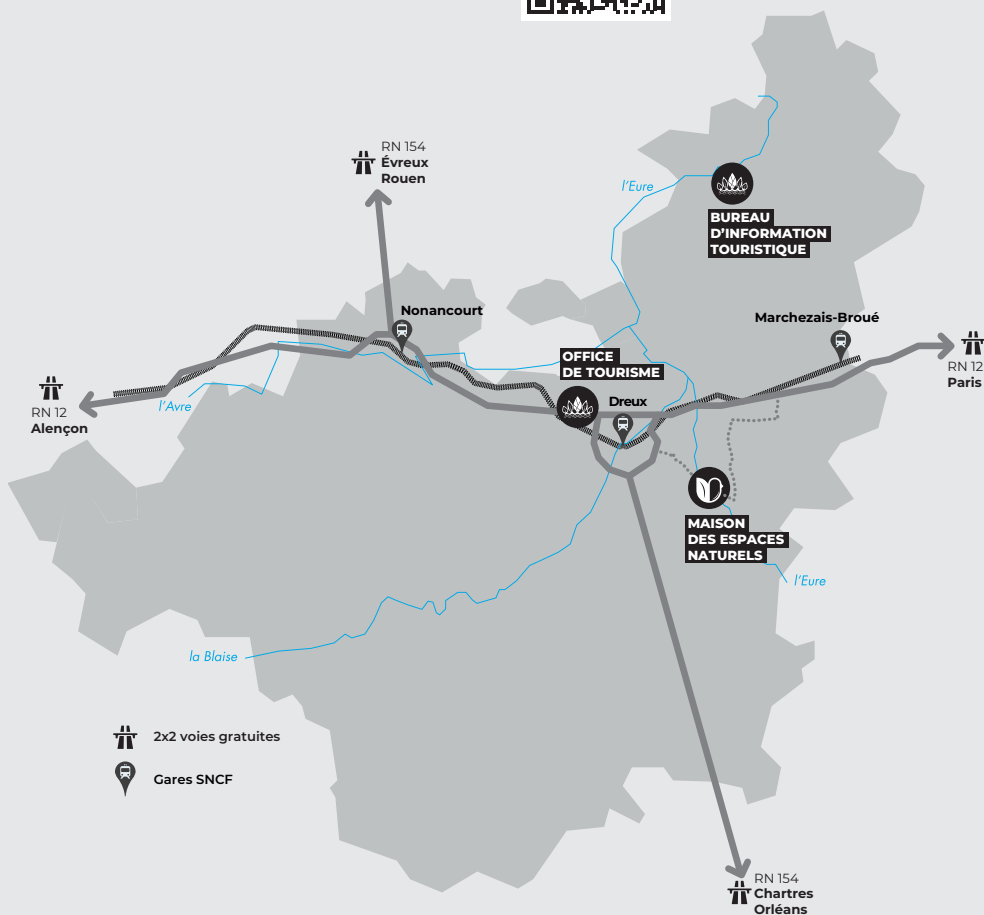 RN 154
Évreux
Rouen
l'Eure
BUREAU
D'INFORMATION
TOURISTIQUE
Nonancourt
Marchezais-Broué
RN 12
Paris
OFFICE
DE TOURISME
Dreux
RN 12
Alençon
l'Avre
MAISON
DES ESPACES
NATURELS
l'Eure
la Blaise
2x2 voies gratuites
Gares SNCF
RN 154
Chartres
Orléans